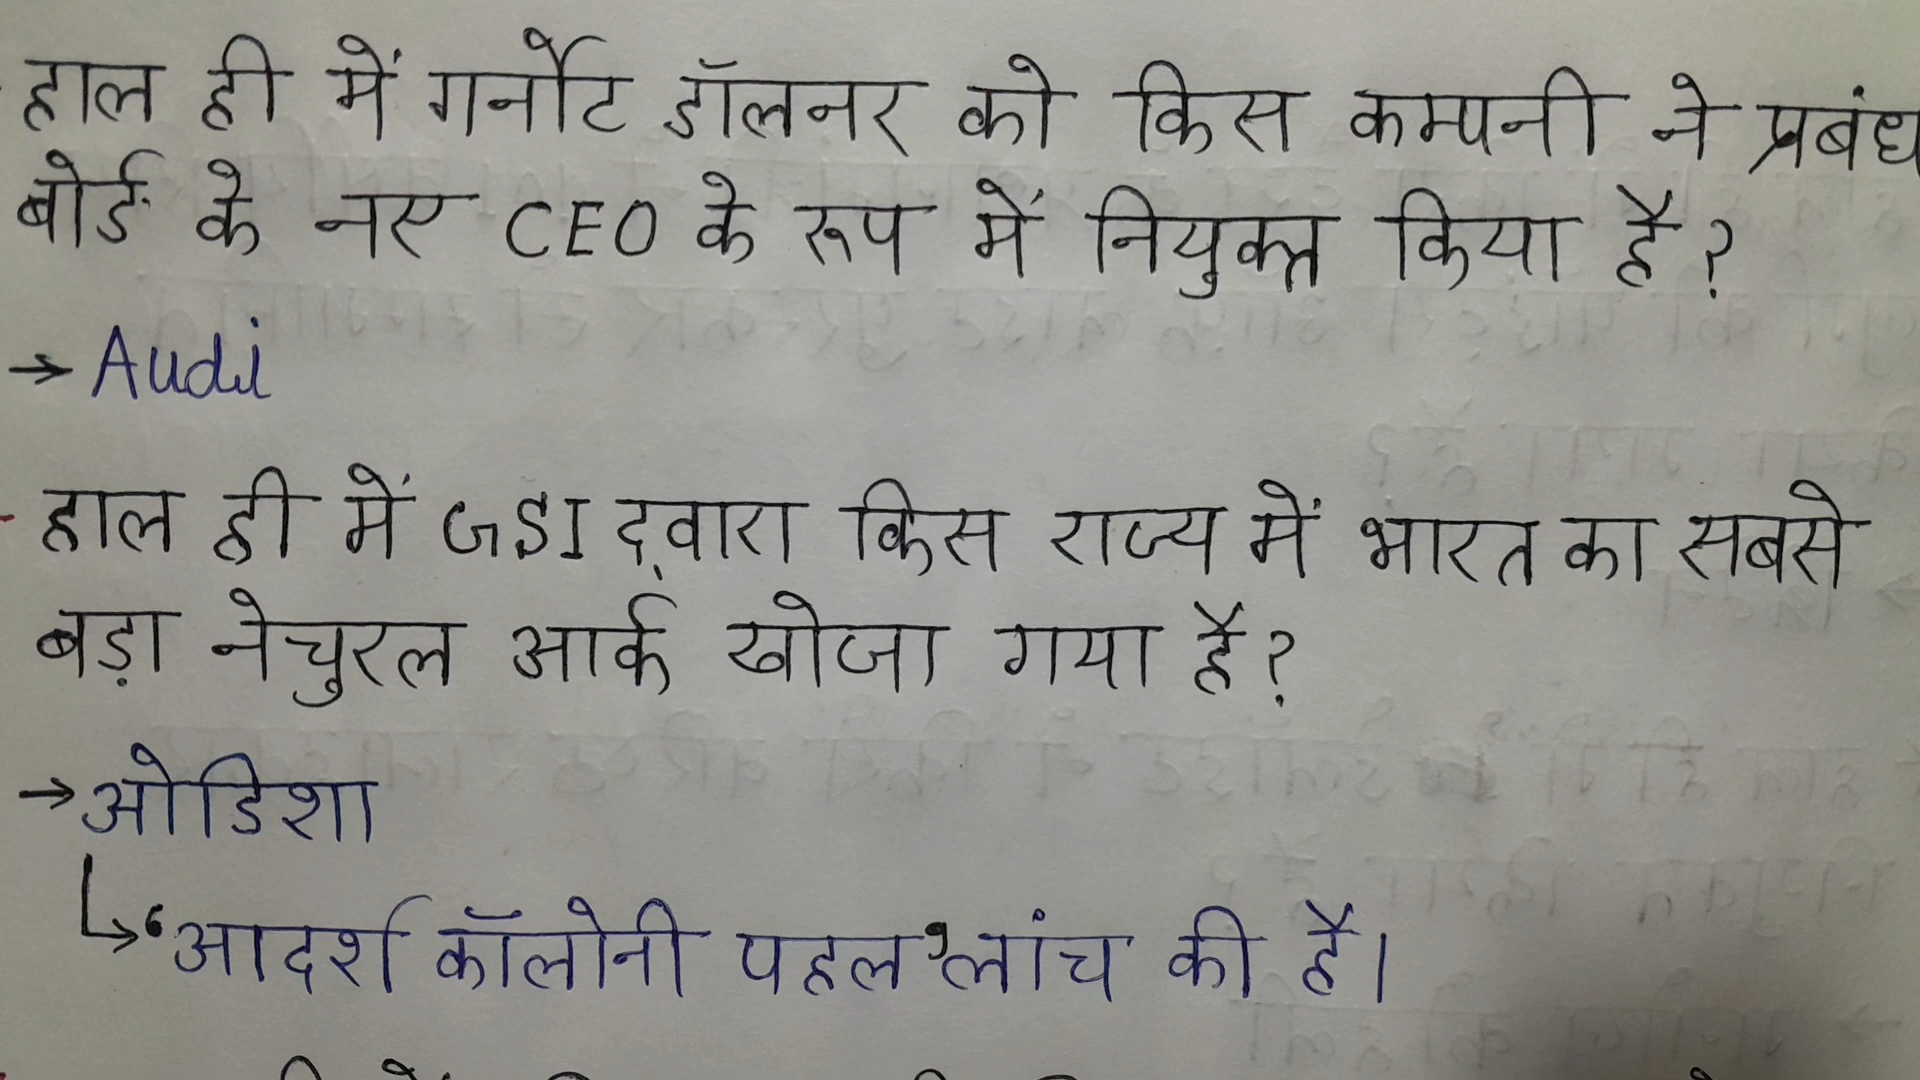 हाल ही में गर्नोट डॉलनर को किस कम्पनी ने प्रबंध
बोर्ड के नए CEO के रूप में नियुक्त किया है?
→ Audi
- हाल ही में GSI द्वारा किस राज्य में भारत का सबसे
बड़ा नेचुरल आर्क खोजा गया है?
→ ओडिशा
↳ ‘आदर्श कॉलोनी पहल’ लांच की है।